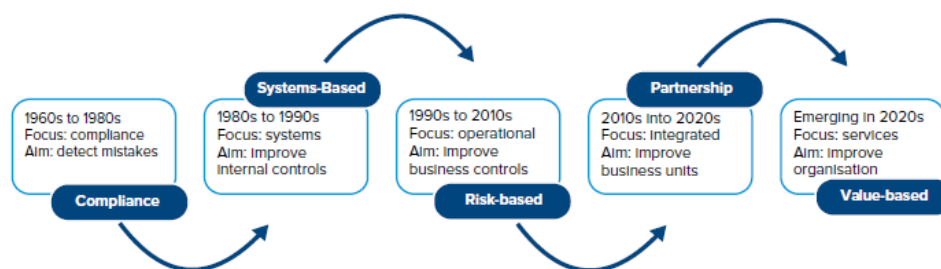 1960s to 1980s
Focus: compliance
Aim: detect mistakes
Compliance
Systems-Based
1980s to 1990s
Focus: systems
Aim: improve
internal controls
1990s to 2010s
Focus: operational
Aim: improve
business controls
Risk-based
Partnership
2010s into 2020s
Focus: integrated
Aim: improve
business units
Emerging in 2020s
Focus: services
Aim: improve
organisation
Value-based